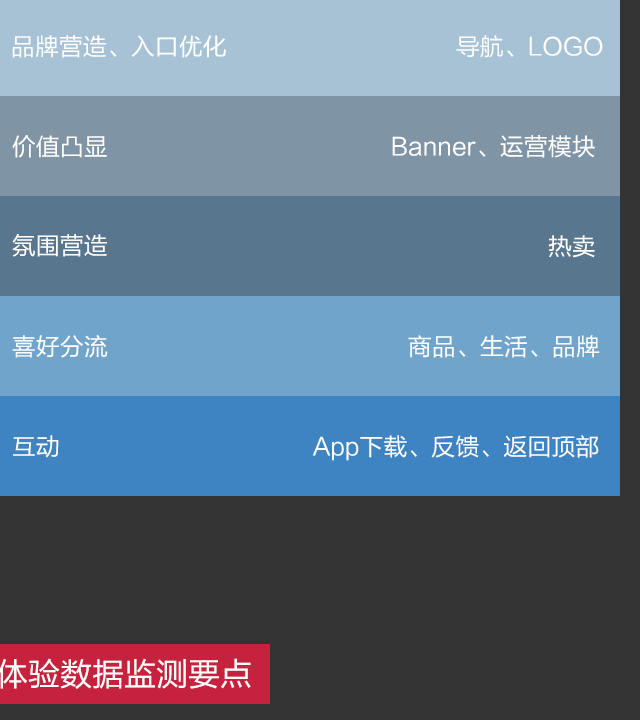 品牌营造、入口优化 导航、LOGO
价值凸显 Banner、运营模块
氛围营造 热卖
喜好分流 商品、生活、品牌
互动 App下载、反馈、返回顶部
体验数据监测要点